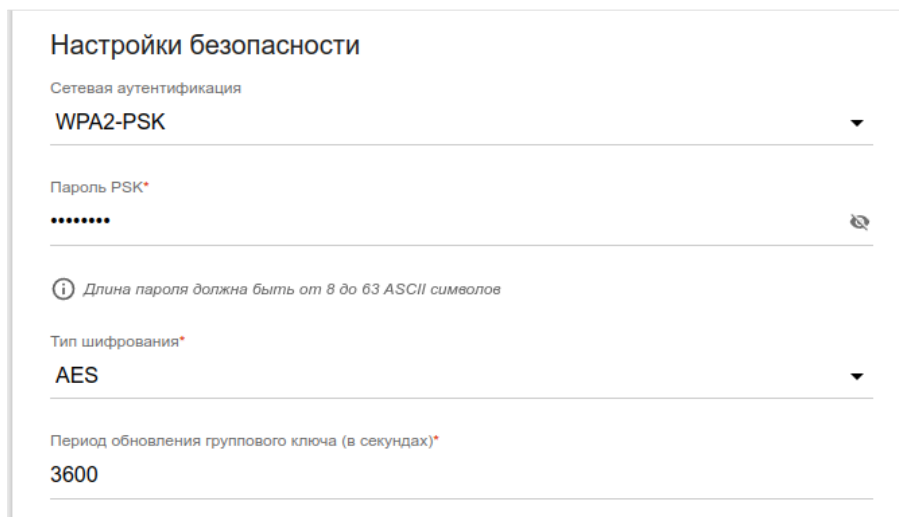 Настройки безопасности
Сетевая аутентификация
WPA2-PSK
Пароль PSK*
••••••••
Длина пароля должна быть от 8 до 63 ASCII символов
Тип шифрования*
AES
Период обновления группового ключа (в секундах)*
3600